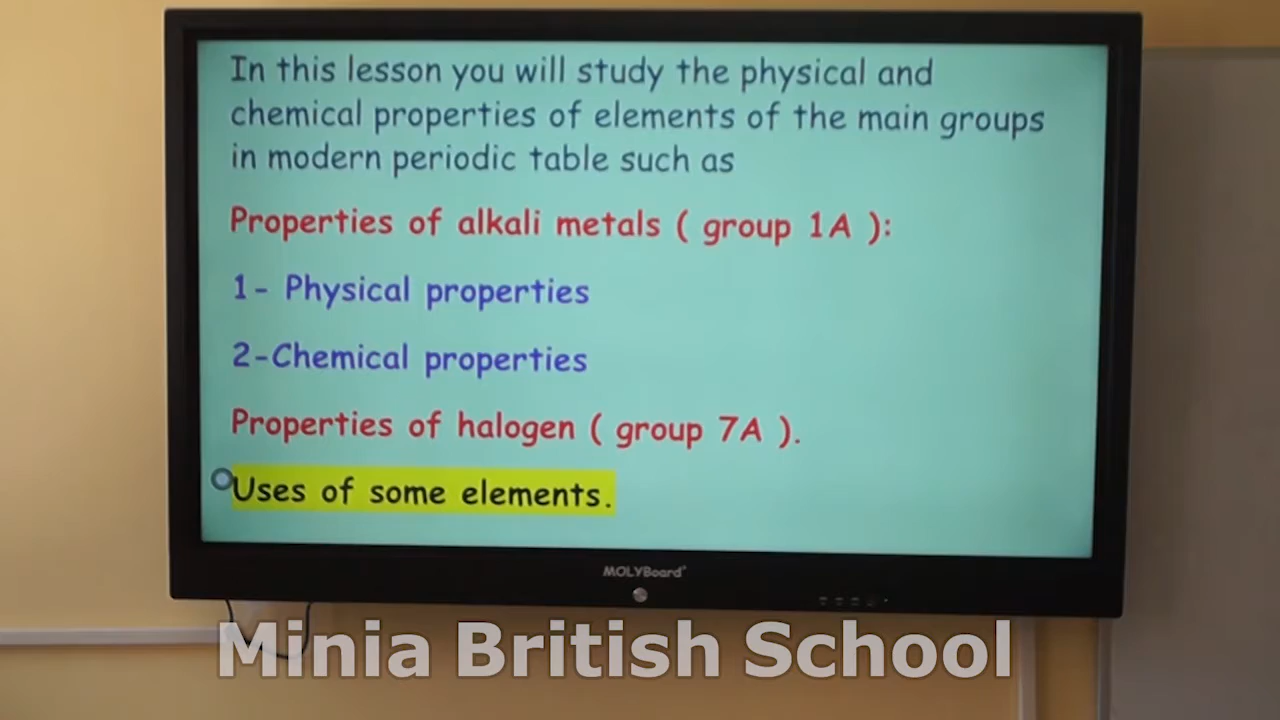 In this lesson you will study the physical and
chemical properties of elements of the main groups
in modern periodic table such as
Properties of alkali metals ( group 1A ):
1- Physical properties
2-Chemical properties
Properties of halogen ( group 7A ).
Uses of some elements.
MOLYBoard
Minia British School